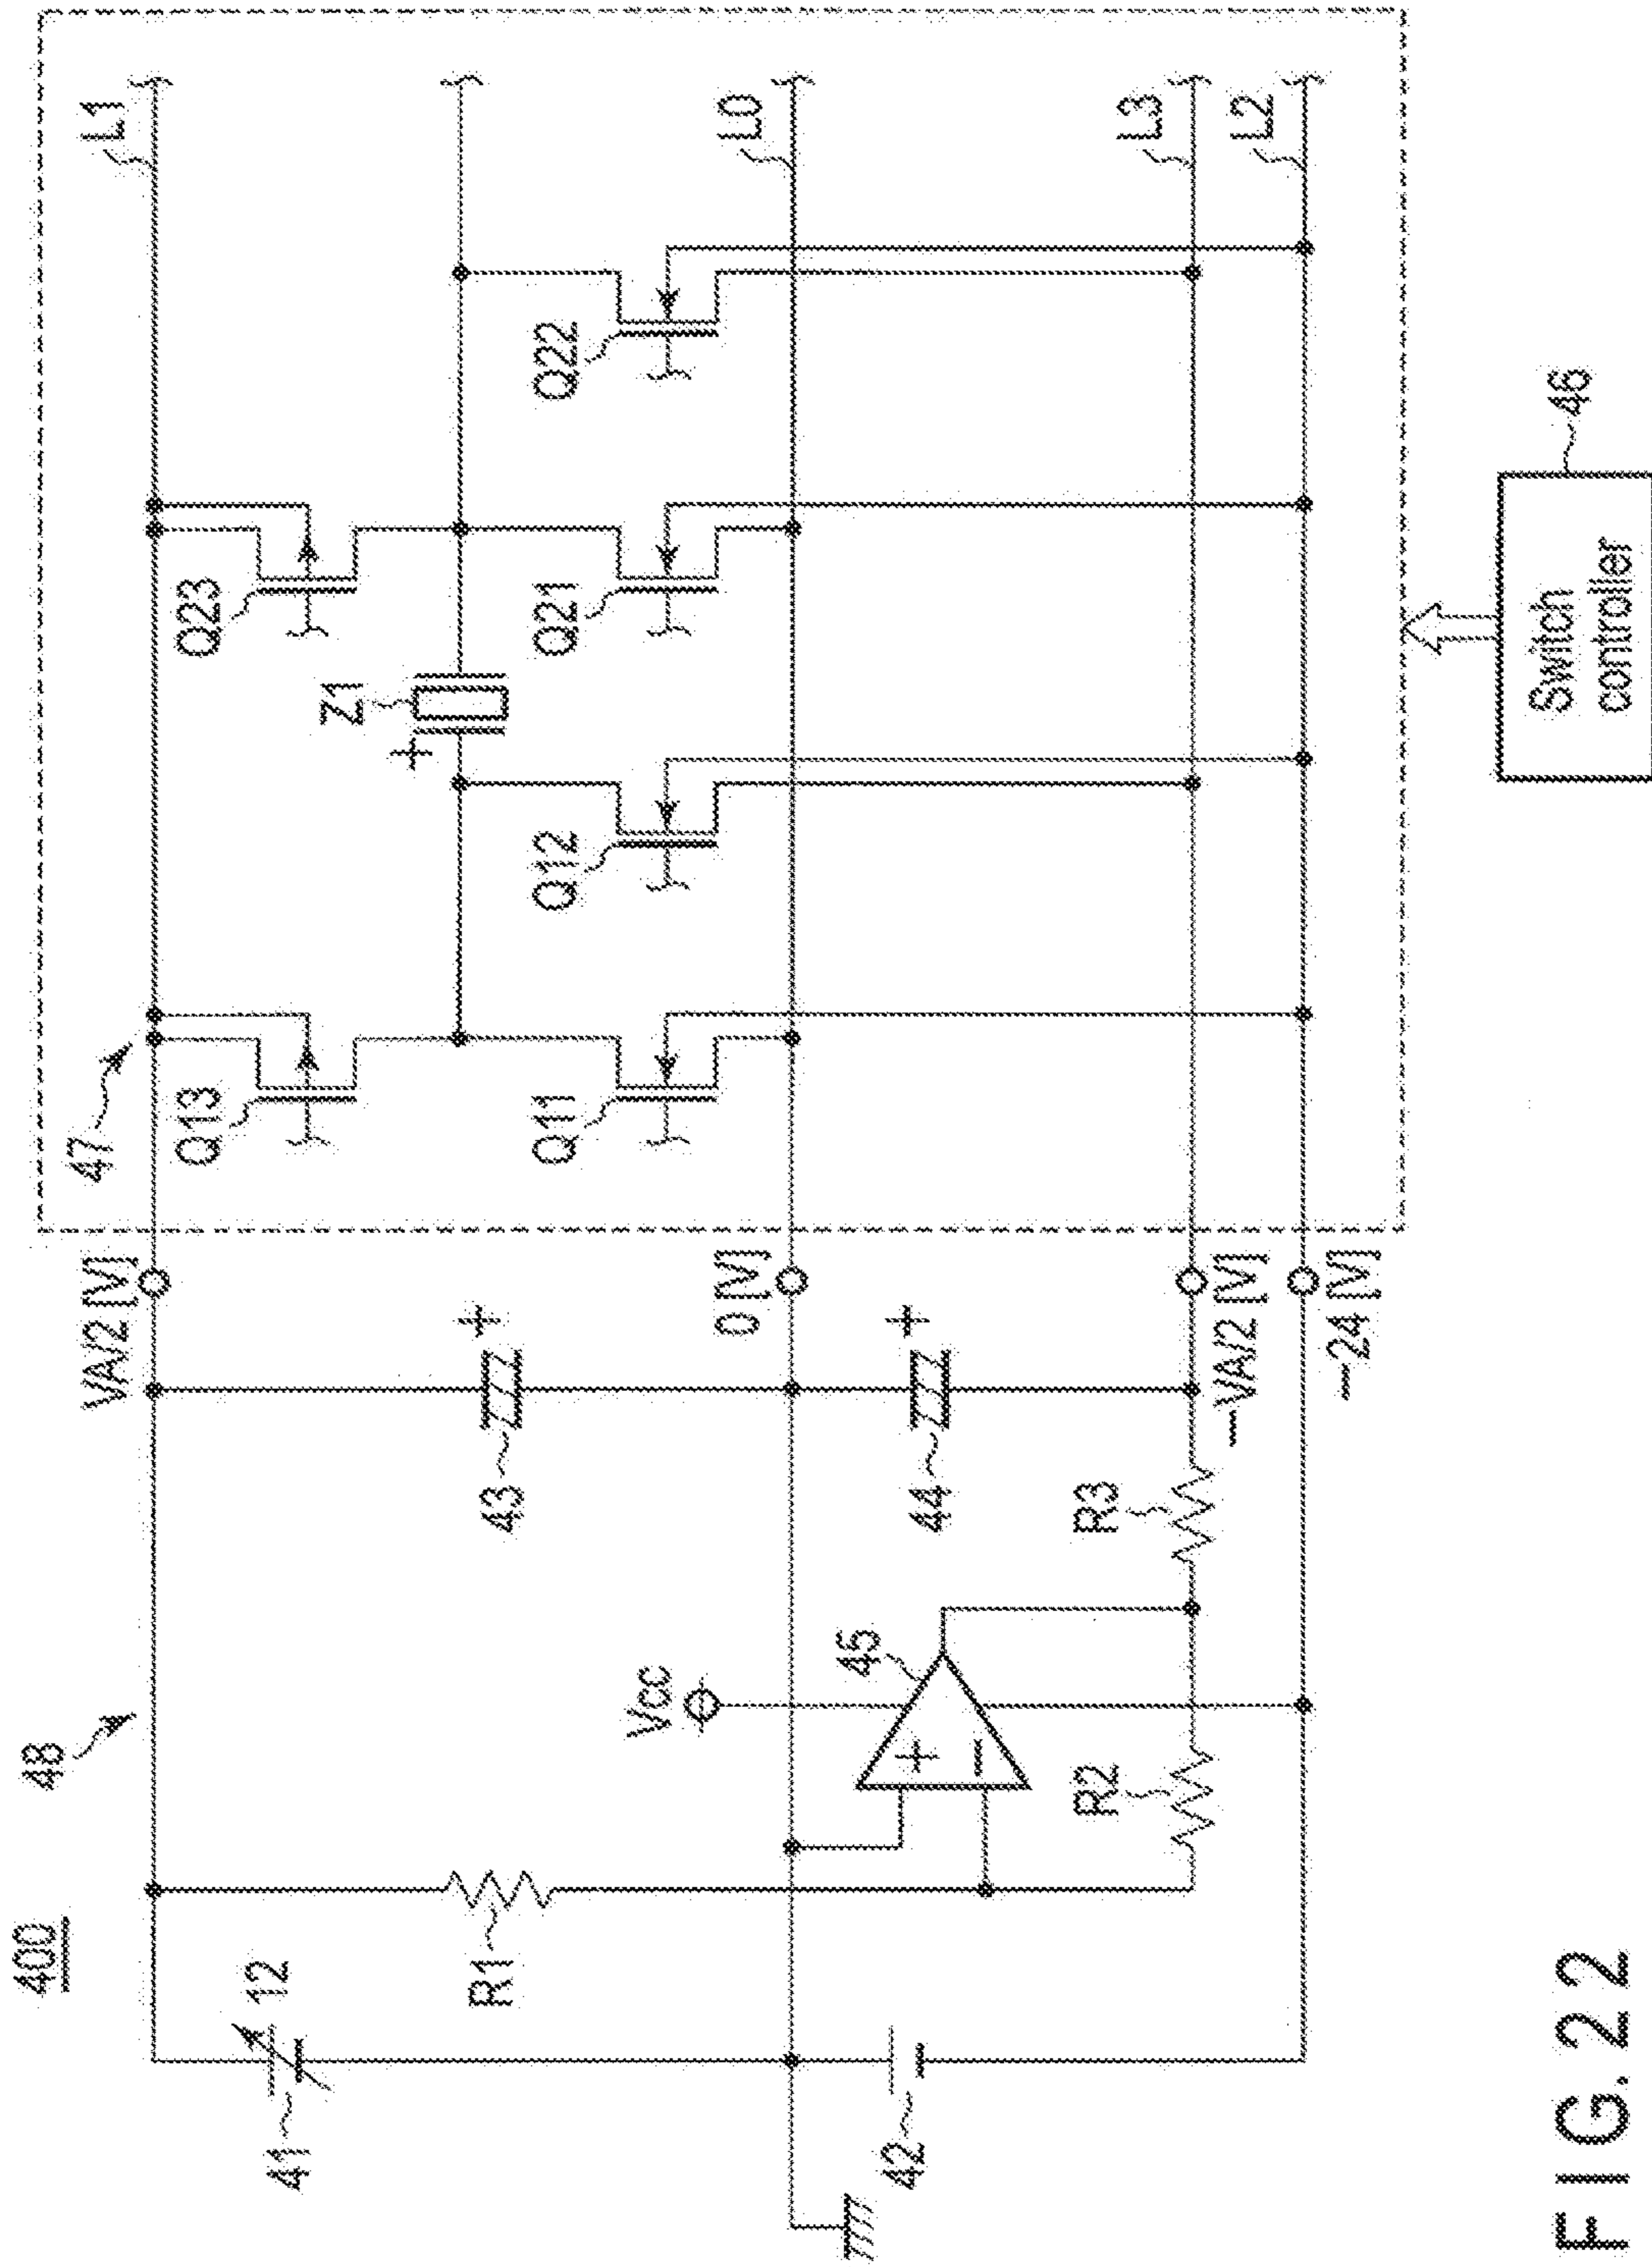 400
48
47
41
12
R1
42
Vcc
45
R2
R3
43
+
44
+
+
−
VA/2 [V]
0 [V]
—VA/2 [V]
—24 [V]
Q13
Q11
Q12
Z1
+
Q23
Q21
Q22
L1
L0
L3
L2
Switch
controller
46
FIG. 22